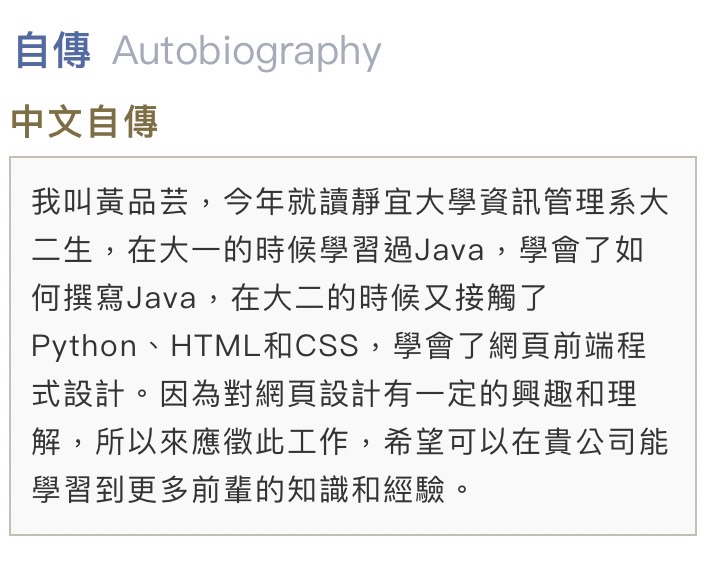 自傳 Autobiography
中文自傳
我叫黃品芸，今年就讀靜宜大學資訊管理系大
二生，在大一的時候學習過Java，學會了如
何撰寫Java，在大二的時候又接觸了
Python、HTML和CSS，學會了網頁前端程
式設計。因為對網頁設計有一定的興趣和理
解，所以來應徵此工作，希望可以在貴公司能
學習到更多前輩的知識和經驗。